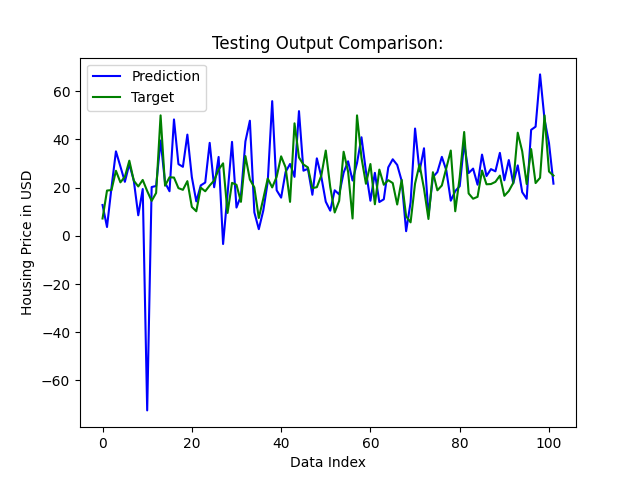 Testing Output Comparison:
Prediction
Target
60
40
20
0
−20
−40
−60
Housing Price in USD
0
20
40
60
80
100
Data Index